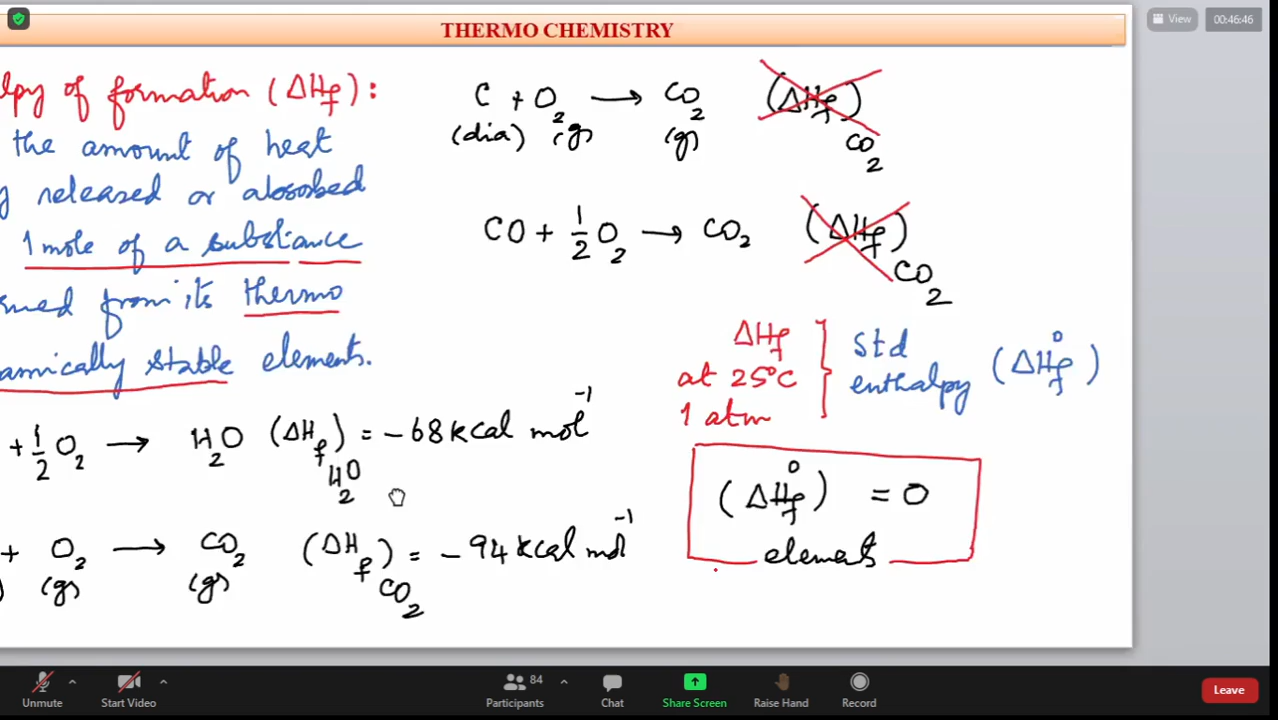 View
00:46:46
THERMO CHEMISTRY
lpy of formation (ΔHf):
the amount of heat
released or absorbed
1 mole of a substance
med from its thermo
amically stable elements.
+ 1/2 O2 → H2O (ΔHf)H2O = -68 kcal mol⁻¹
+ O2 (g) → CO2 (g) (ΔHf)CO2 = -94 kcal mol⁻¹
C (dia) + O2 (g) → CO2 (g) (ΔHf)CO2
CO + 1/2 O2 → CO2 (ΔHf)CO2
ΔHf
at 25°C
1 atm
} Std
enthalpy (ΔH°f)
(ΔH°f) = 0
element
Unmute
Start Video
84
Participants
Chat
Share Screen
Raise Hand
Record
Leave